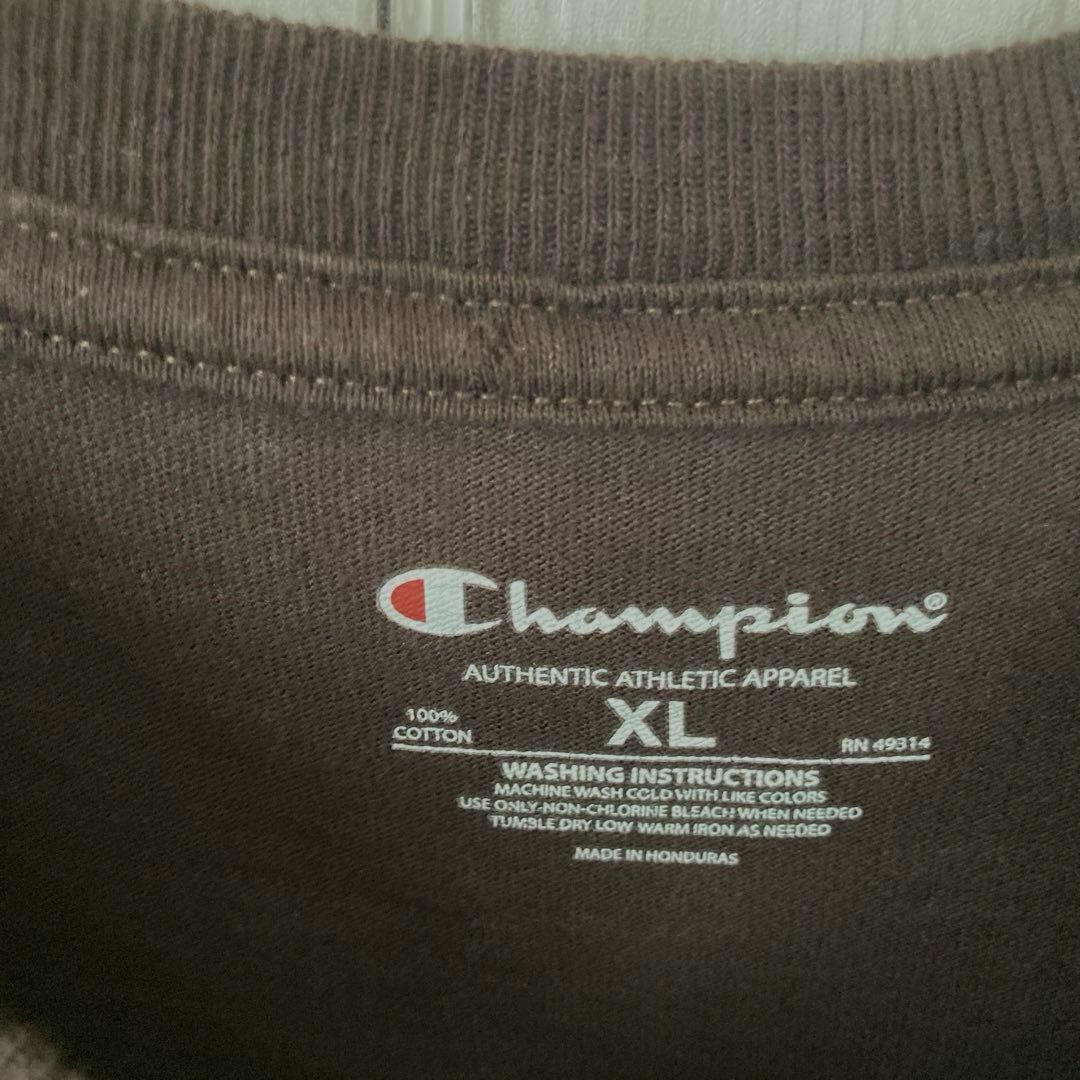 Champion®
AUTHENTIC ATHLETIC APPAREL
100%
COTTON
XL
RN 49314
WASHING INSTRUCTIONS
MACHINE WASH COLD WITH LIKE COLORS
USE ONLY-NON-CHLORINE BLEACH WHEN NEEDED
TUMBLE DRY LOW WARM IRON AS NEEDED
MADE IN HONDURAS